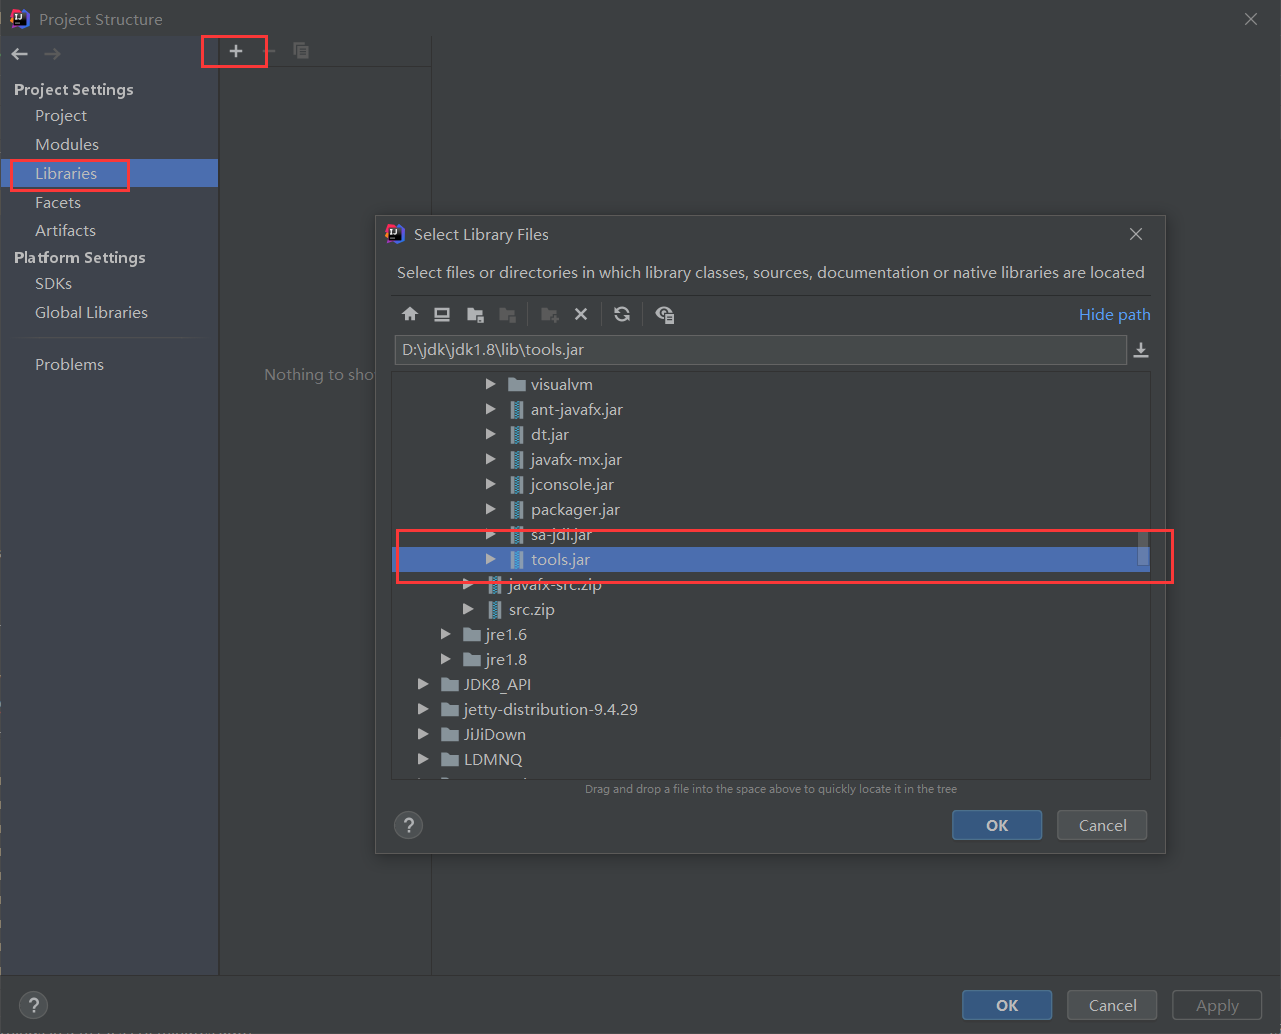 Project Structure
Project Settings
Project
Modules
Libraries
Facets
Artifacts
Platform Settings
SDKs
Global Libraries
Problems
Nothing to sho
Select Library Files
Select files or directories in which library classes, sources, documentation or native libraries are located
Hide path
D:\jdk\jdk1.8\lib\tools.jar
visualvm
ant-javafx.jar
dt.jar
javafx-mx.jar
jconsole.jar
packager.jar
sa-jdi.jar
tools.jar
javafx-src.zip
src.zip
jre1.6
jre1.8
JDK8_API
jetty-distribution-9.4.29
JiJiDown
LDMNQ
Drag and drop a file into the space above to quickly locate it in the tree
? OK Cancel
? OK Cancel Apply